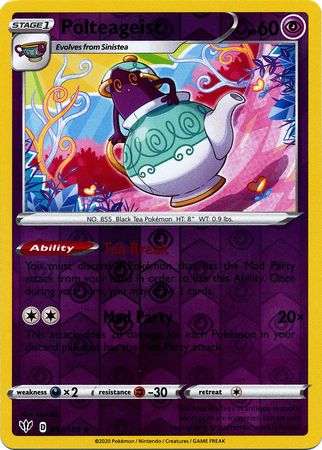 STAGE 1
Polteageist
60
Evolves from Sinistea
NO. 855 Black Tea Pokémon HT: 8" WT: 0.9 lbs.
Ability Tea Break
You must discard a Pokémon that has the Mad Party
attack from your hand in order to use this Ability. Once
during your turn, you may draw 2 cards.
Mad Party 20×
This attack does 20 damage for each Pokémon in your
discard pile that has the Mad Party attack.
weakness ×2 resistance -30 retreat
D /189 ★
©2020 Pokémon / Nintendo / Creatures / GAME FREAK